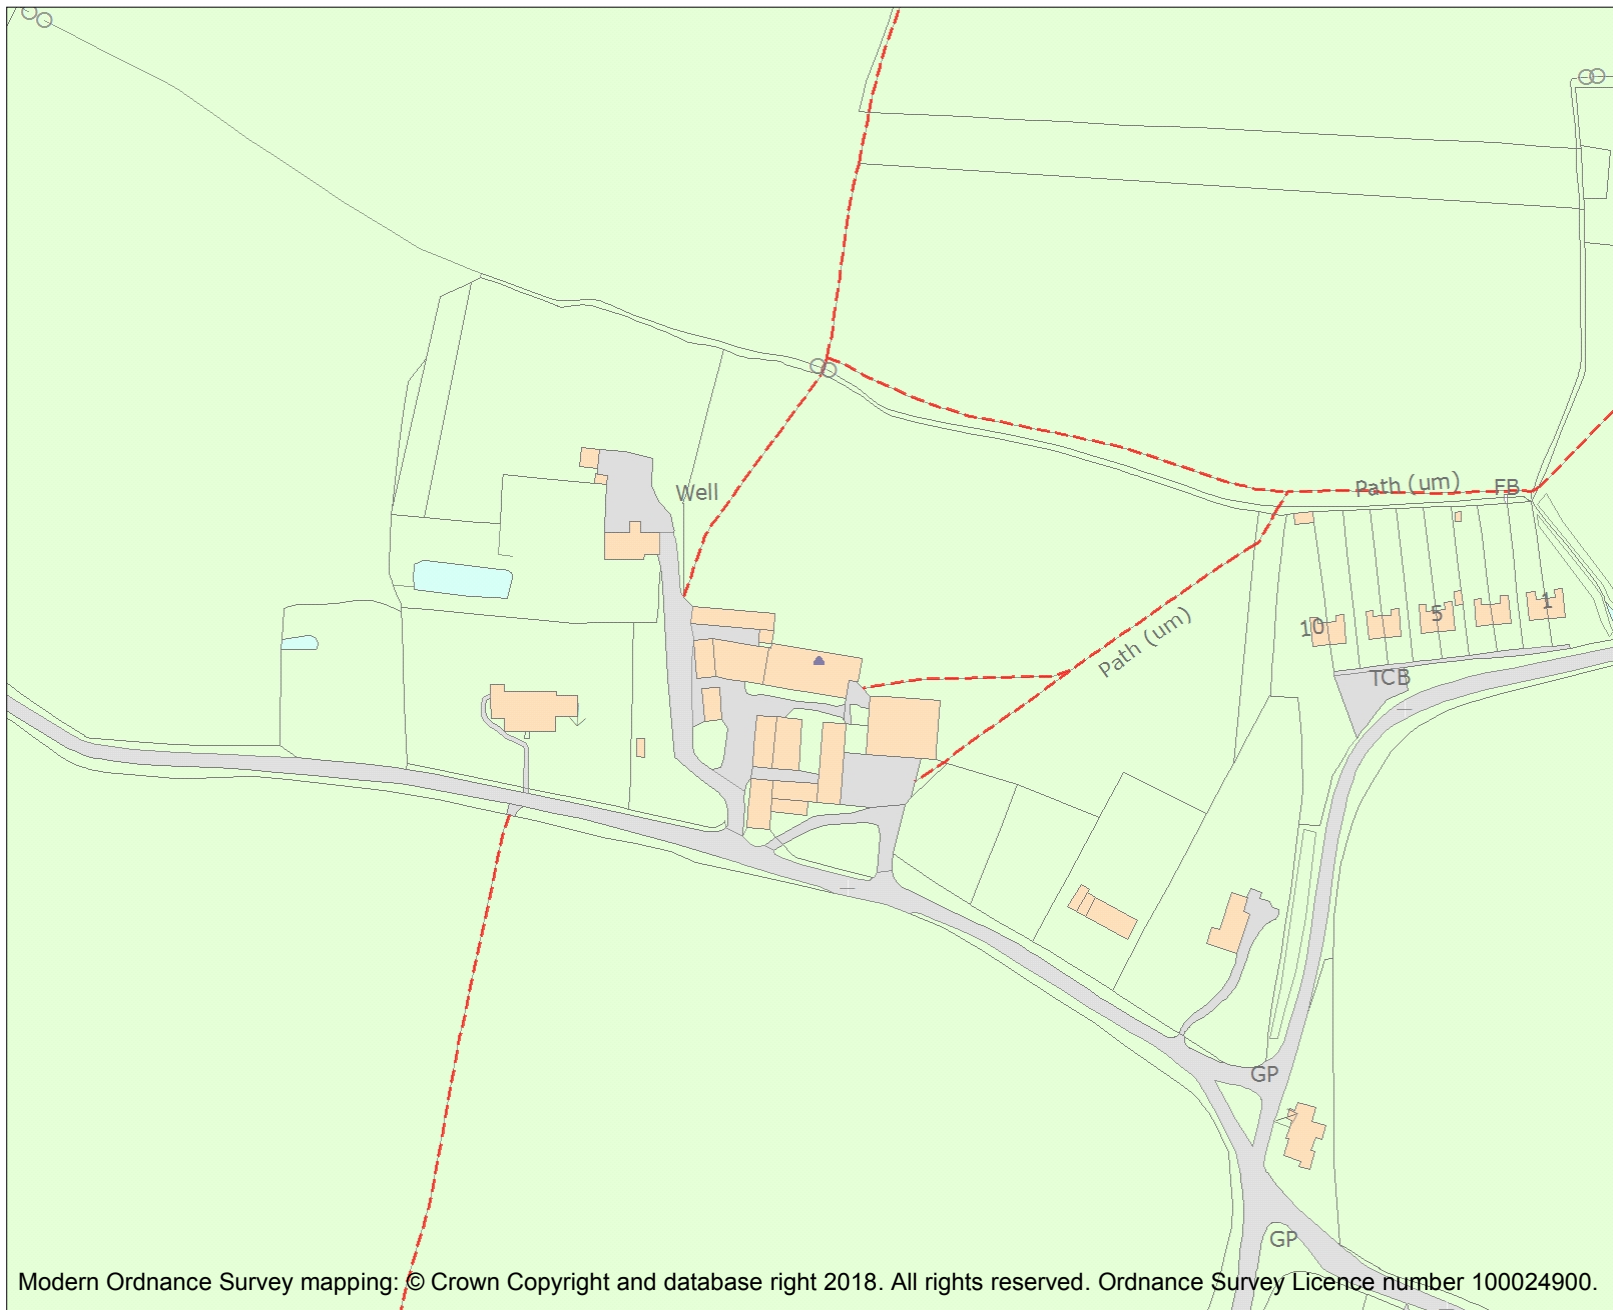 Path (um)
FB
Well
1
5
10
Path (um)
TCB
GP
GP
Modern Ordnance Survey mapping: © Crown Copyright and database right 2018. All rights reserved. Ordnance Survey Licence number 100024900.